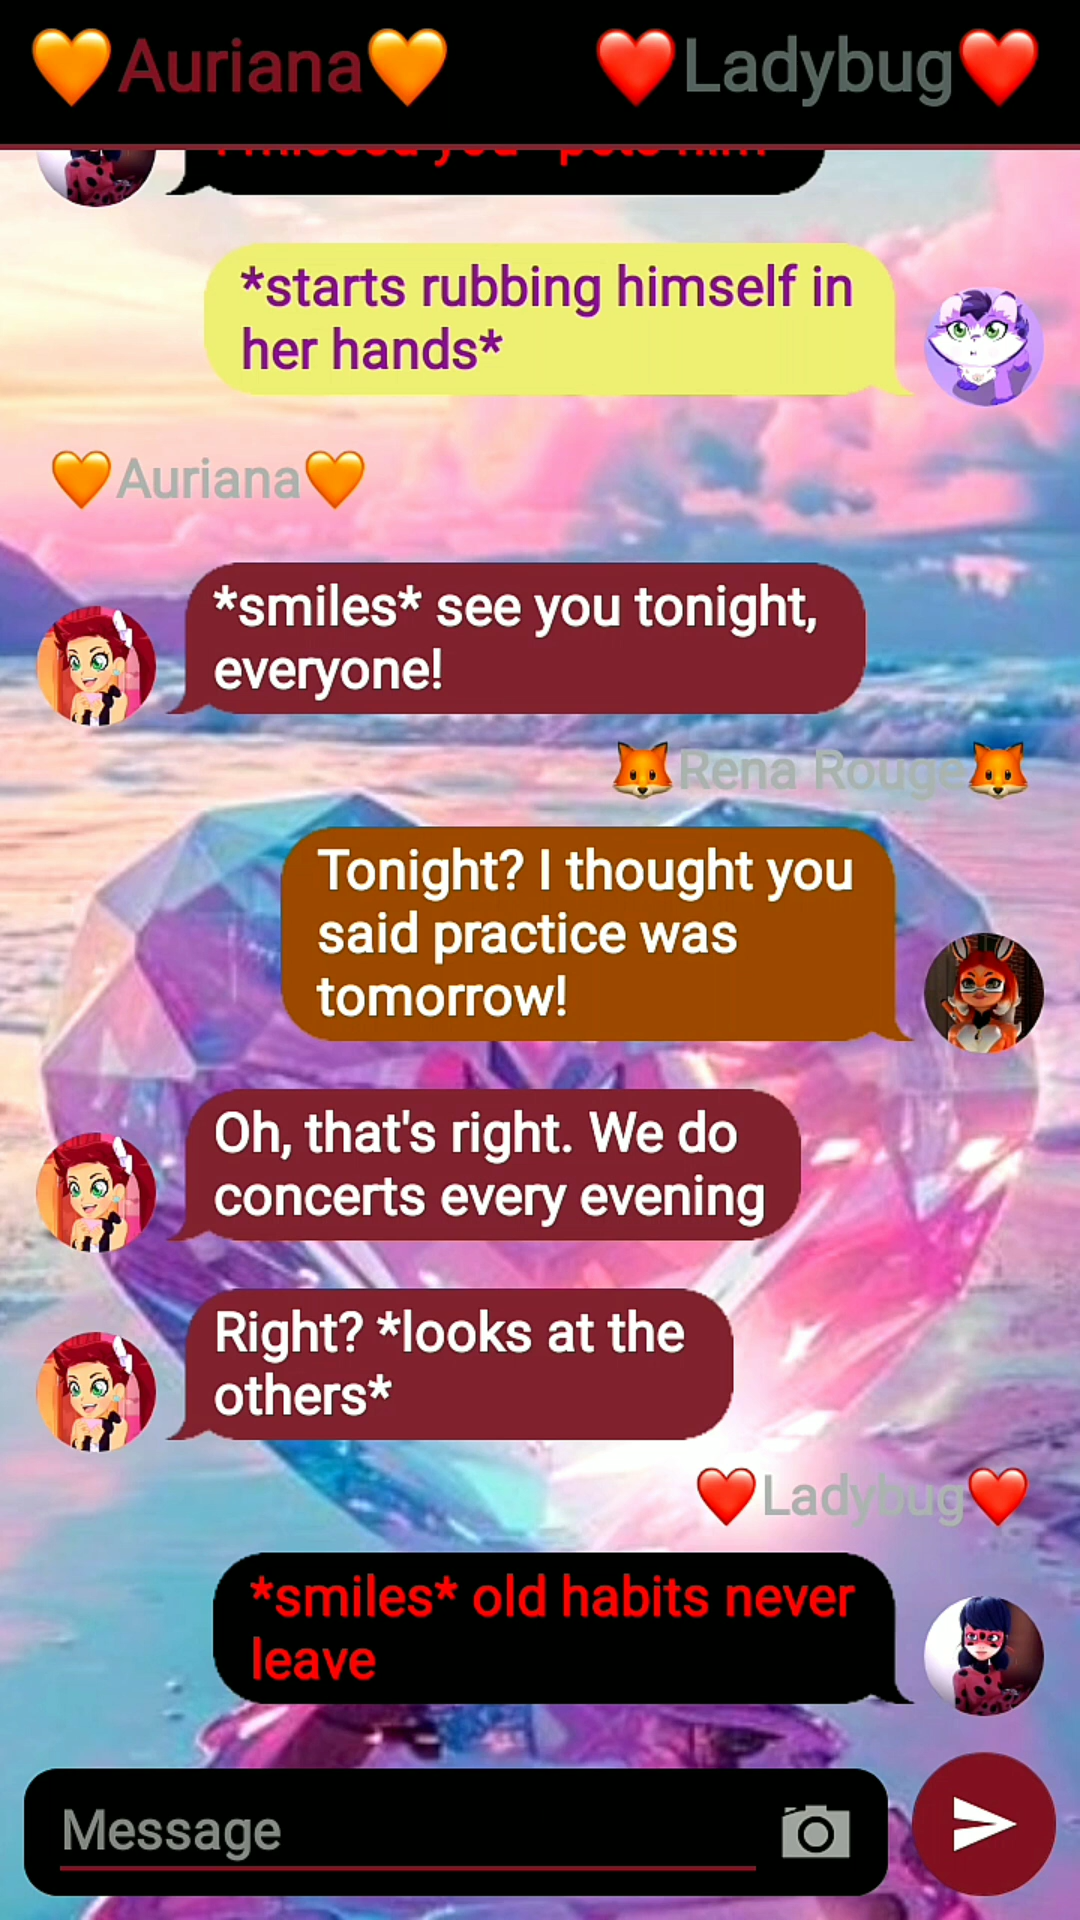 🧡Auriana🧡 ❤️Ladybug❤️
*starts rubbing himself in
her hands*
🧡Auriana🧡
*smiles* see you tonight,
everyone!
🦊Rena Rouge🦊
Tonight? I thought you
said practice was
tomorrow!
Oh, that's right. We do
concerts every evening
Right? *looks at the
others*
❤️Ladybug❤️
*smiles* old habits never
leave
Message